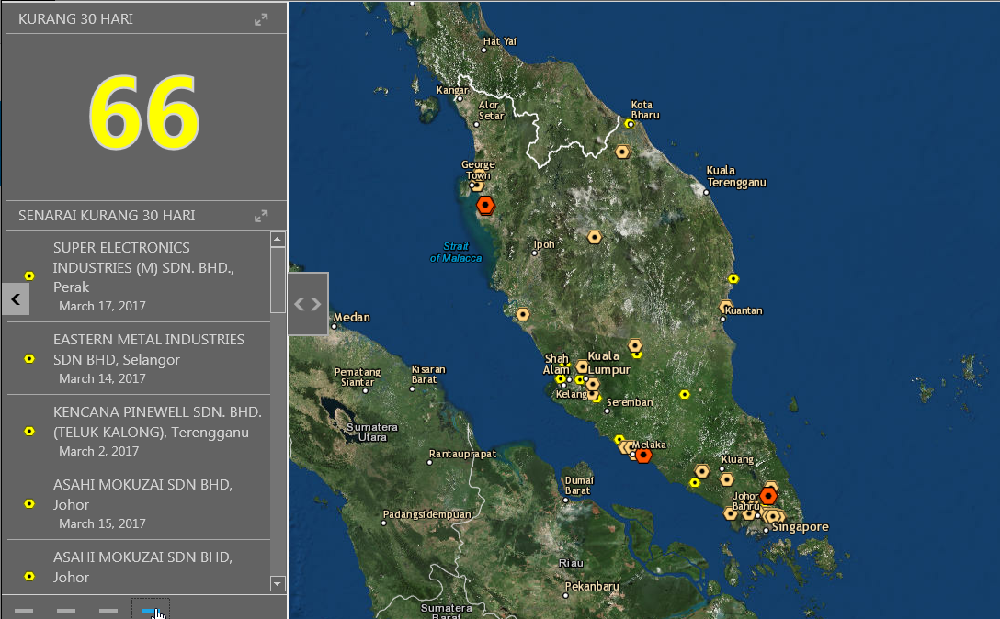 KURANG 30 HARI
66
SENARAI KURANG 30 HARI
SUPER ELECTRONICS
INDUSTRIES (M) SDN. BHD.,
Perak
March 17, 2017
EASTERN METAL INDUSTRIES
SDN BHD, Selangor
March 14, 2017
KENCANA PINEWELL SDN. BHD.
(TELUK KALONG), Terengganu
March 2, 2017
ASAHI MOKUZAI SDN BHD,
Johor
March 15, 2017
ASAHI MOKUZAI SDN BHD,
Johor
Hat Yai
Kangar
Alor
Setar
Kota
Bharu
George
Town
Kuala
Terengganu
Strait
of Malacca
Ipoh
Kuantan
Medan
Shah
Alam
Kuala
Lumpur
Kelang
Pematang
Siantar
Kisaran
Barat
Seremban
Sumatera
Utara
Melaka
Rantauprapat
Kluang
Dumai
Barat
Johor
Bahru
Padangsidempuan
Singapore
Riau
Pekanbaru
Sumatera
Barat